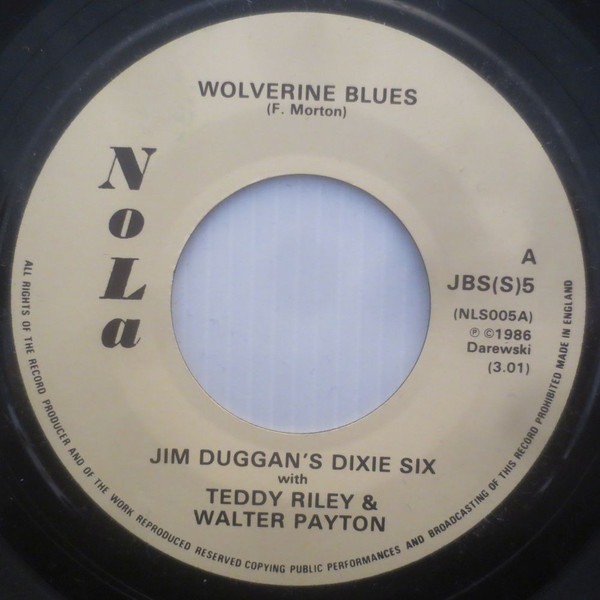 WOLVERINE BLUES
(F. Morton)
NoLa
A
JBS(S)5
(NLS005A)
℗ ©1986
Darewski
(3.01)
JIM DUGGAN'S DIXIE SIX
with
TEDDY RILEY &
WALTER PAYTON
ALL RIGHTS OF THE RECORD PRODUCER AND OF THE WORK REPRODUCED RESERVED COPYING PUBLIC PERFORMANCES AND BROADCASTING OF THIS RECORD PROHIBITED MADE IN ENGLAND